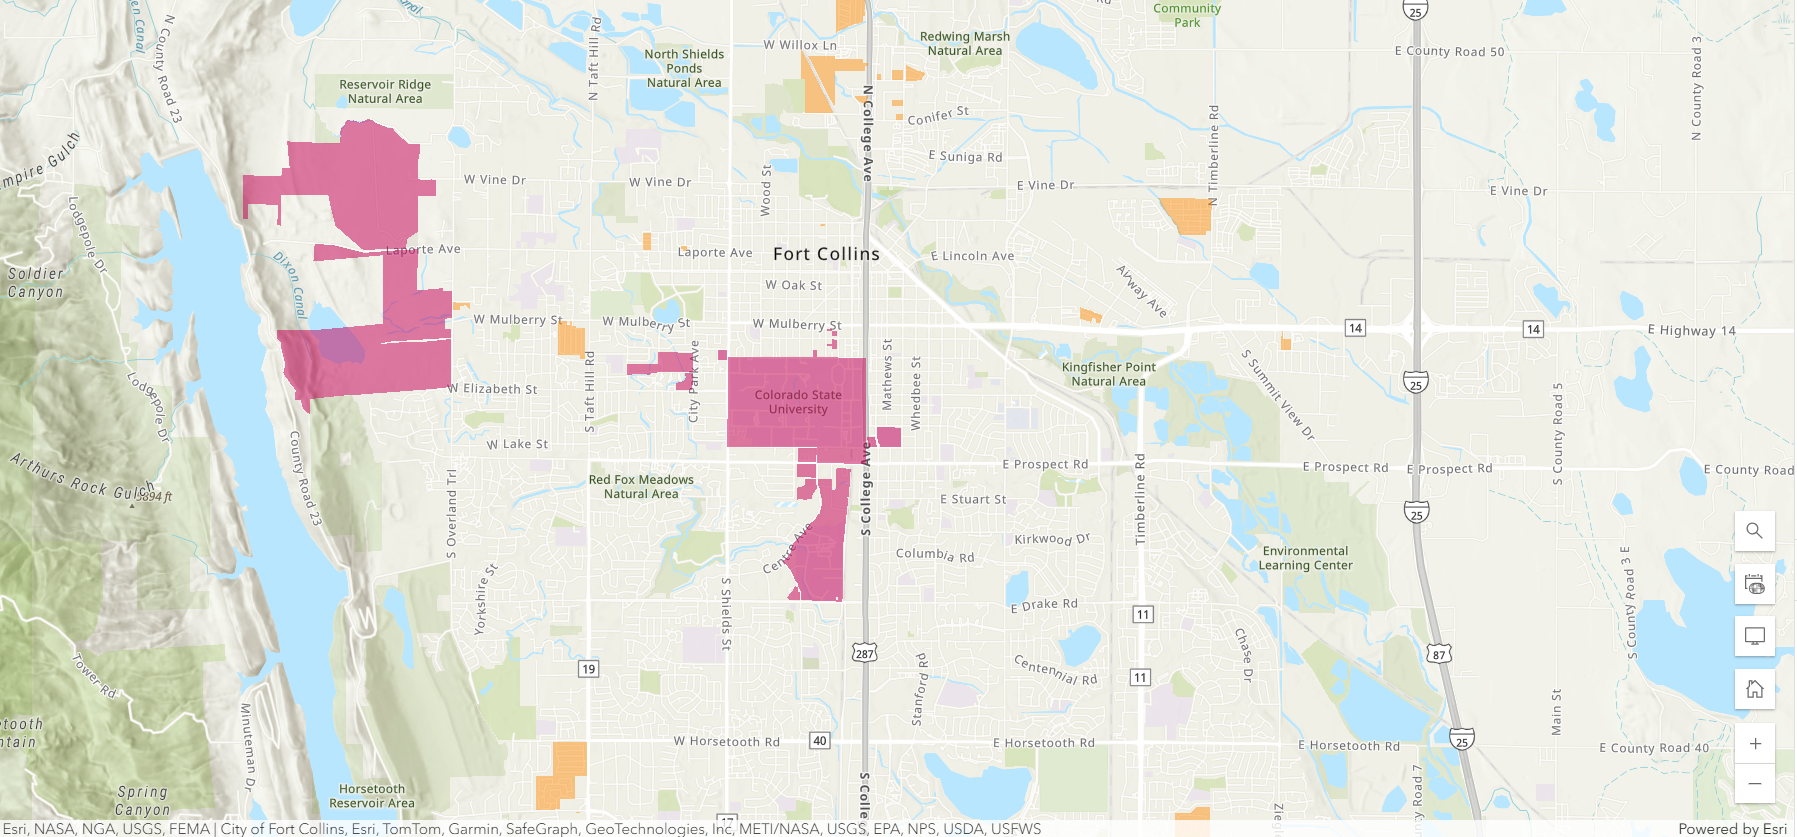 Community
Park
25
W Willox Ln
Redwing Marsh
Natural Area
E County Road 50
N County Road 3
N County Road 23
N Taft Hill Rd
North Shields
Ponds
Natural Area
Reservoir Ridge
Natural Area
N College Ave
Conifer St
N Timberline Rd
E Suniga Rd
W Vine Dr
W Vine Dr
Wood St
E Vine Dr
E Vine Dr
Lodgepole Dr
Laporte Ave
Laporte Ave
Fort Collins
E Lincoln Ave
Soldier
Canyon
Dixon Canal
W Oak St
Airway Ave
W Mulberry St
W Mulberry St
W Mulberry St
14
14
E Highway 14
Mathews St
Whedbee St
Kingfisher Point
Natural Area
S Summit View Dr
25
S County Road 5
W Elizabeth St
S Taft Hill Rd
City Park Ave
Colorado State
University
Lodgepole Dr
W Lake St
E Prospect Rd
E Prospect Rd
E Prospect Rd
E County Road
Arthurs Rock Gulch
County Road 23
S Overland Trl
Red Fox Meadows
Natural Area
S College Ave
E Stuart St
Timberline Rd
25
Centre Ave
Columbia Rd
Kirkwood Dr
Environmental
Learning Center
S County Road 3 E
Yorkshire St
S Shields St
E Drake Rd
11
Chase Dr
287
87
19
Tower Rd
Stanford Rd
Centennial Rd
11
Minuteman Dr
Main St
W Horsetooth Rd
40
E Horsetooth Rd
E Horsetooth Rd
25
E County Road 40
County Road 7
Spring
Canyon
Horsetooth
Reservoir Area
S Colle
17
Esri, NASA, NGA, USGS, FEMA | City of Fort Collins, Esri, TomTom, Garmin, SafeGraph, GeoTechnologies, Inc, METI/NASA, USGS, EPA, NPS, USDA, USFWS
Powered by Esri